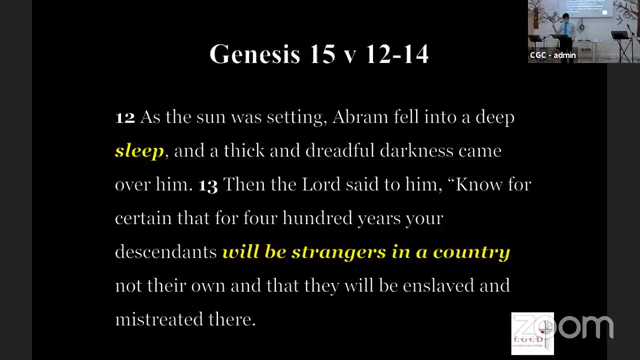 Genesis 15 v 12-14
12 As the sun was setting, Abram fell into a deep
sleep, and a thick and dreadful darkness came
over him. 13 Then the Lord said to him, “Know for
certain that for four hundred years your
descendants will be strangers in a country
not their own and that they will be enslaved and
mistreated there.
CGC - admin
zoom
CGCD